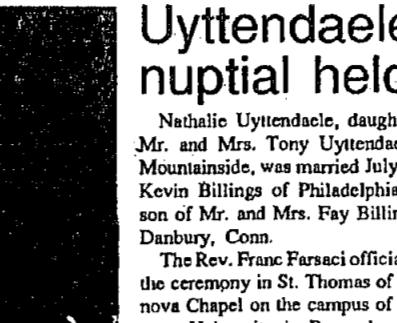 Uyttendaele
nuptial held
Nathalie Uyttendaele, daugh
Mr. and Mrs. Tony Uyttendae
Mountainside, was married July
Kevin Billings of Philadelphia
son of Mr. and Mrs. Fay Billin
Danbury, Conn.
The Rev. Franc Farsaci officia
the ceremony in St. Thomas of
nova Chapel on the campus of